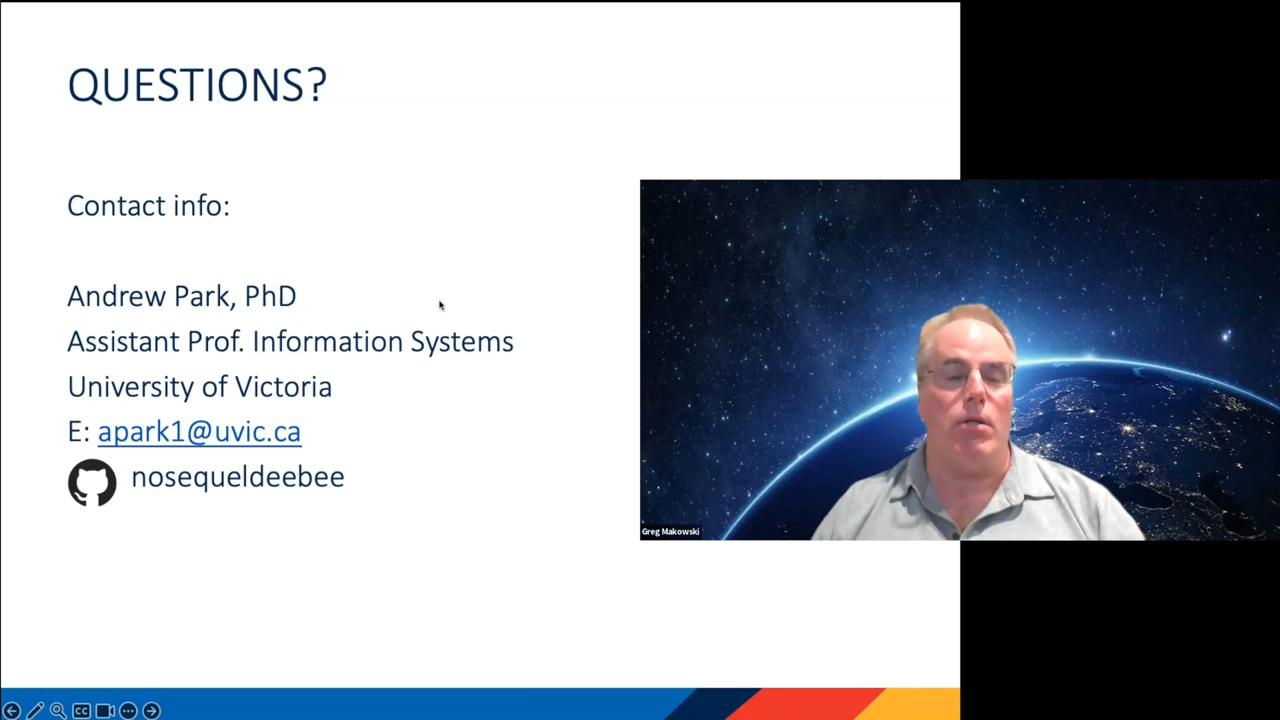 QUESTIONS?
Contact info:
Andrew Park, PhD
Assistant Prof. Information Systems
University of Victoria
E: apark1@uvic.ca
nosequeldeebee
Greg Makowski
CC